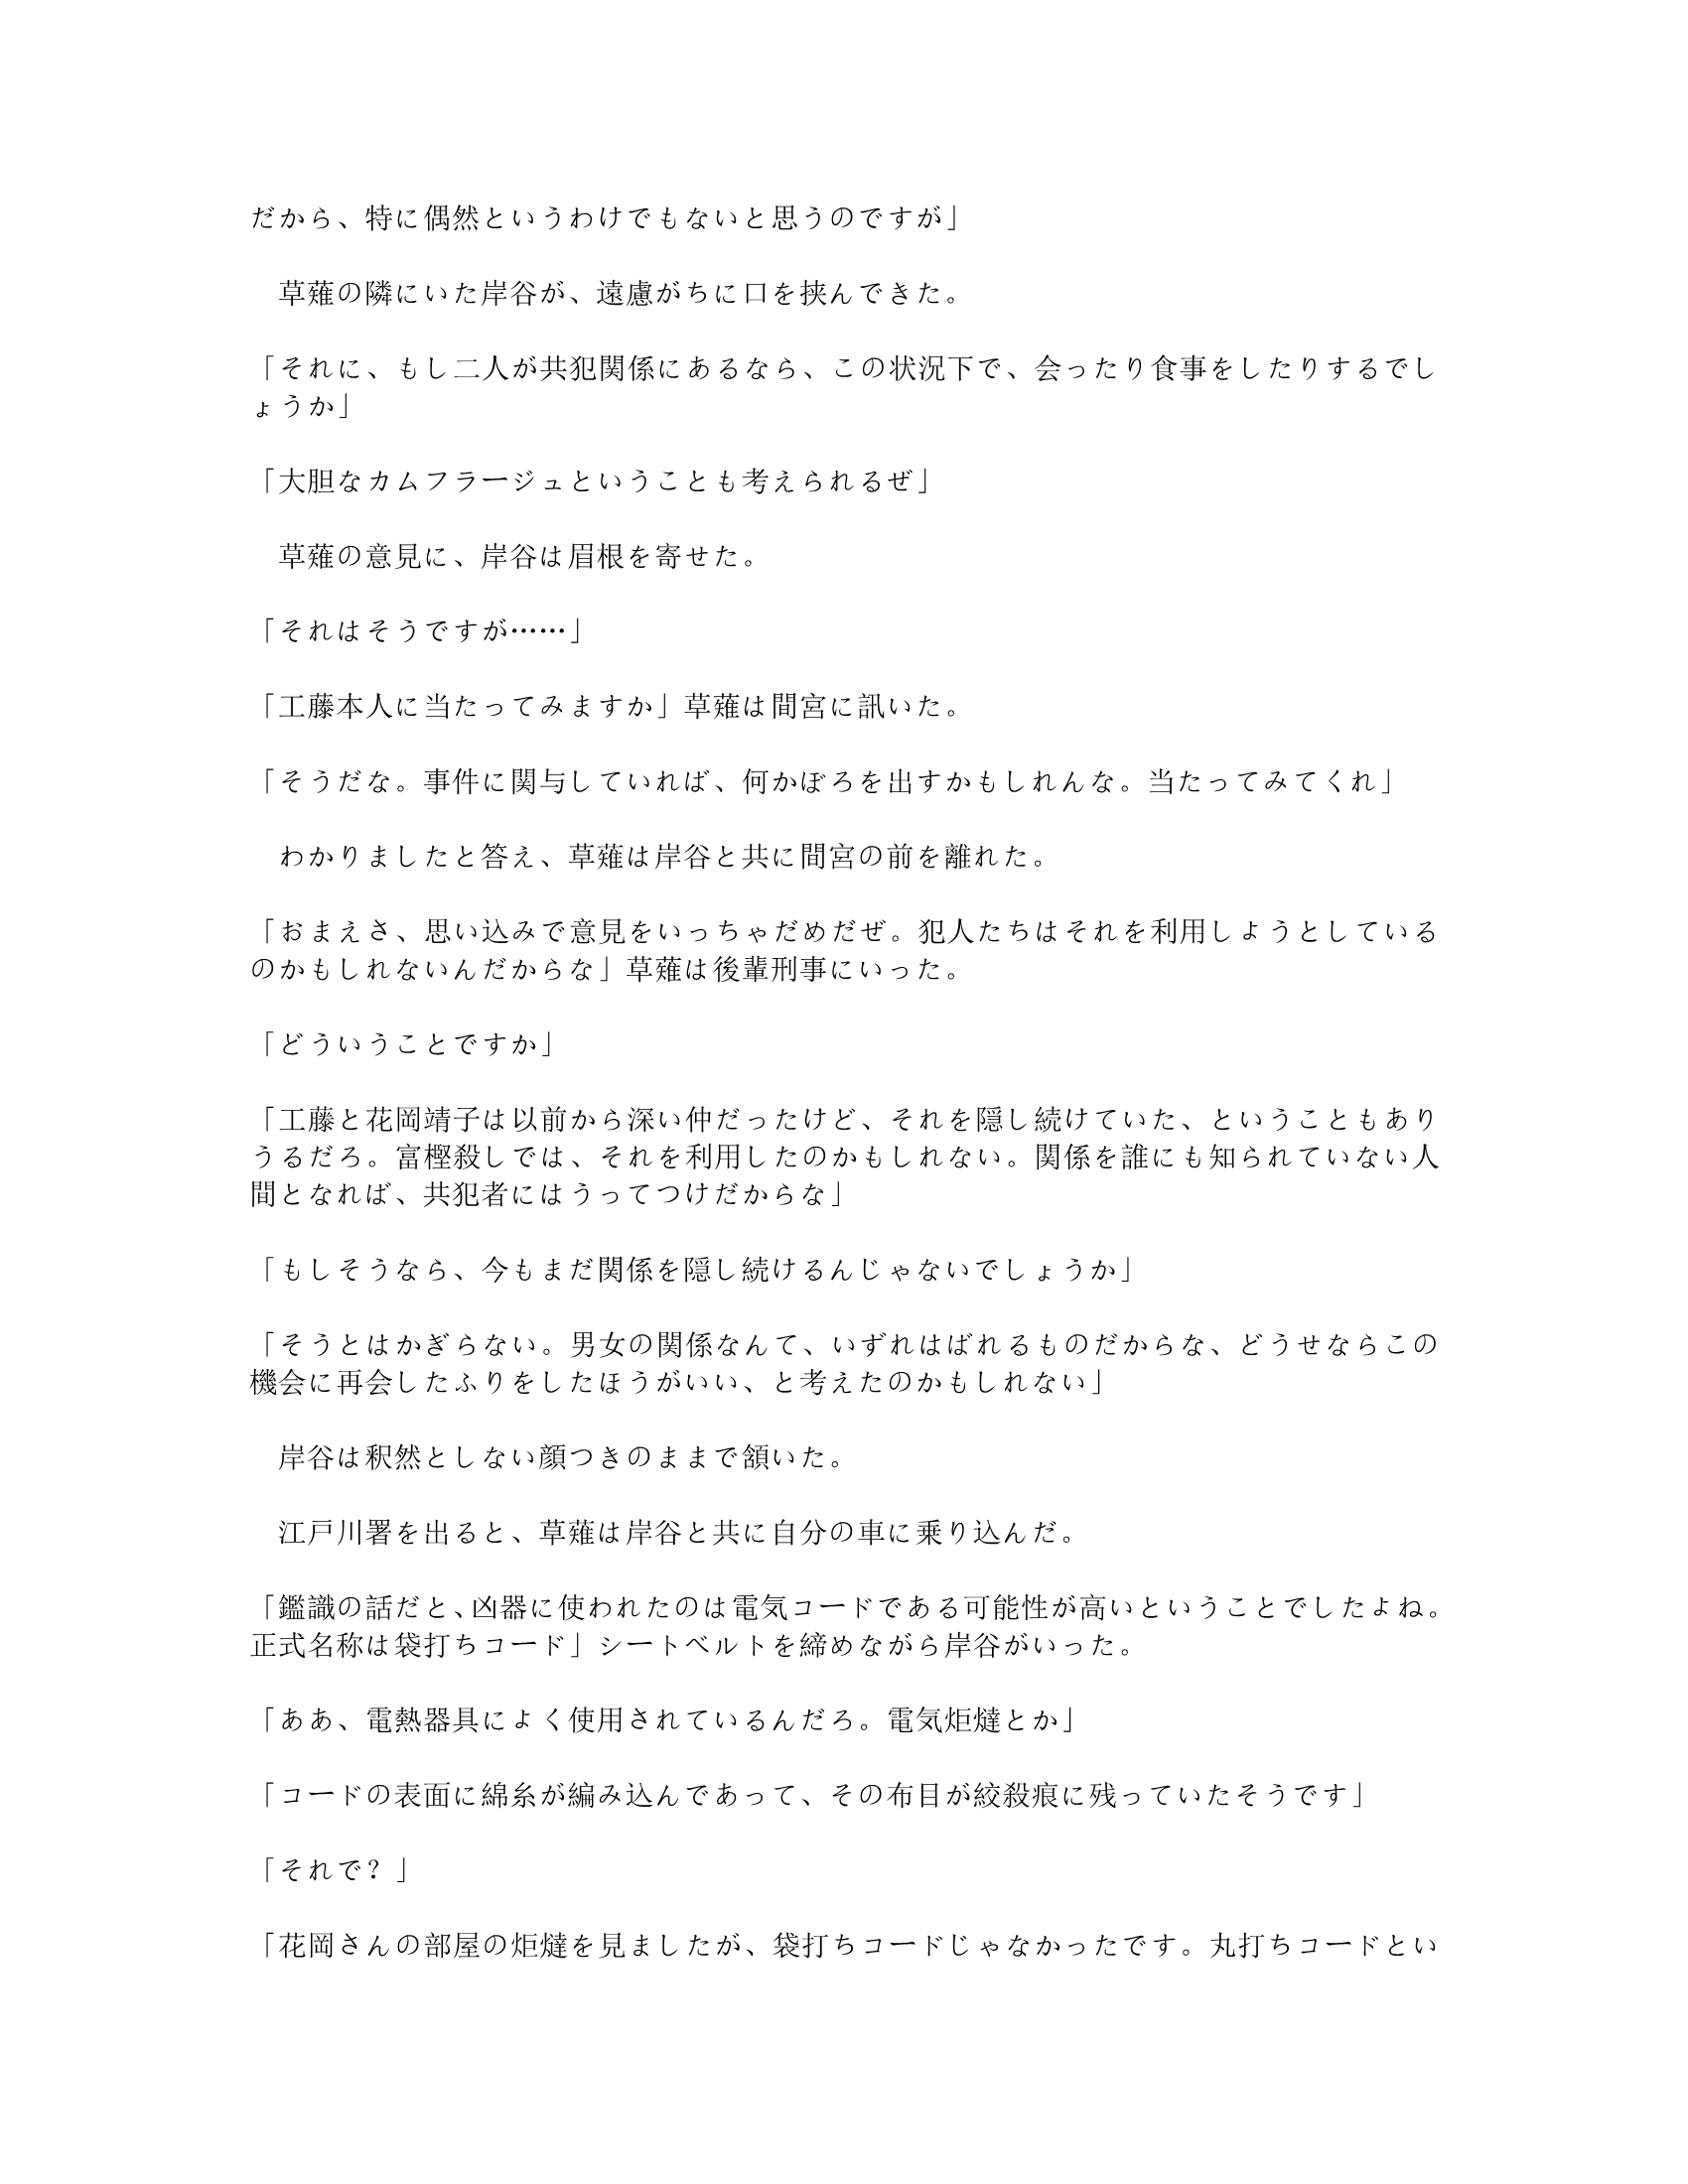 だから、特に偶然というわけでもないと思うのですが」
　草薙の隣にいた岸谷が、遠慮がちに口を挟んできた。
「それに、もし二人が共犯関係にあるなら、この状況下で、会ったり食事をしたりするでし
ょうか」
「大胆なカムフラージュということも考えられるぜ」
　草薙の意見に、岸谷は眉根を寄せた。
「それはそうですが……」
「工藤本人に当たってみますか」草薙は間宮に訊いた。
「そうだな。事件に関与していれば、何かぼろを出すかもしれんな。当たってみてくれ」
　わかりましたと答え、草薙は岸谷と共に間宮の前を離れた。
「おまえさ、思い込みで意見をいっちゃだめだぜ。犯人たちはそれを利用しようとしている
のかもしれないんだからな」草薙は後輩刑事にいった。
「どういうことですか」
「工藤と花岡靖子は以前から深い仲だったけど、それを隠し続けていた、ということもあり
うるだろ。富樫殺しでは、それを利用したのかもしれない。関係を誰にも知られていない人
間となれば、共犯者にはうってつけだからな」
「もしそうなら、今もまだ関係を隠し続けるんじゃないでしょうか」
「そうとはかぎらない。男女の関係なんて、いずれはばれるものだからな、どうせならこの
機会に再会したふりをしたほうがいい、と考えたのかもしれない」
　岸谷は釈然としない顔つきのままで頷いた。
　江戸川署を出ると、草薙は岸谷と共に自分の車に乗り込んだ。
「鑑識の話だと、凶器に使われたのは電気コードである可能性が高いということでしたよね。
正式名称は袋打ちコード」シートベルトを締めながら岸谷がいった。
「ああ、電熱器具によく使用されているんだろ。電気炬燵とか」
「コードの表面に綿糸が編み込んであって、その布目が絞殺痕に残っていたそうです」
「それで？」
「花岡さんの部屋の炬燵を見ましたが、袋打ちコードじゃなかったです。丸打ちコードとい